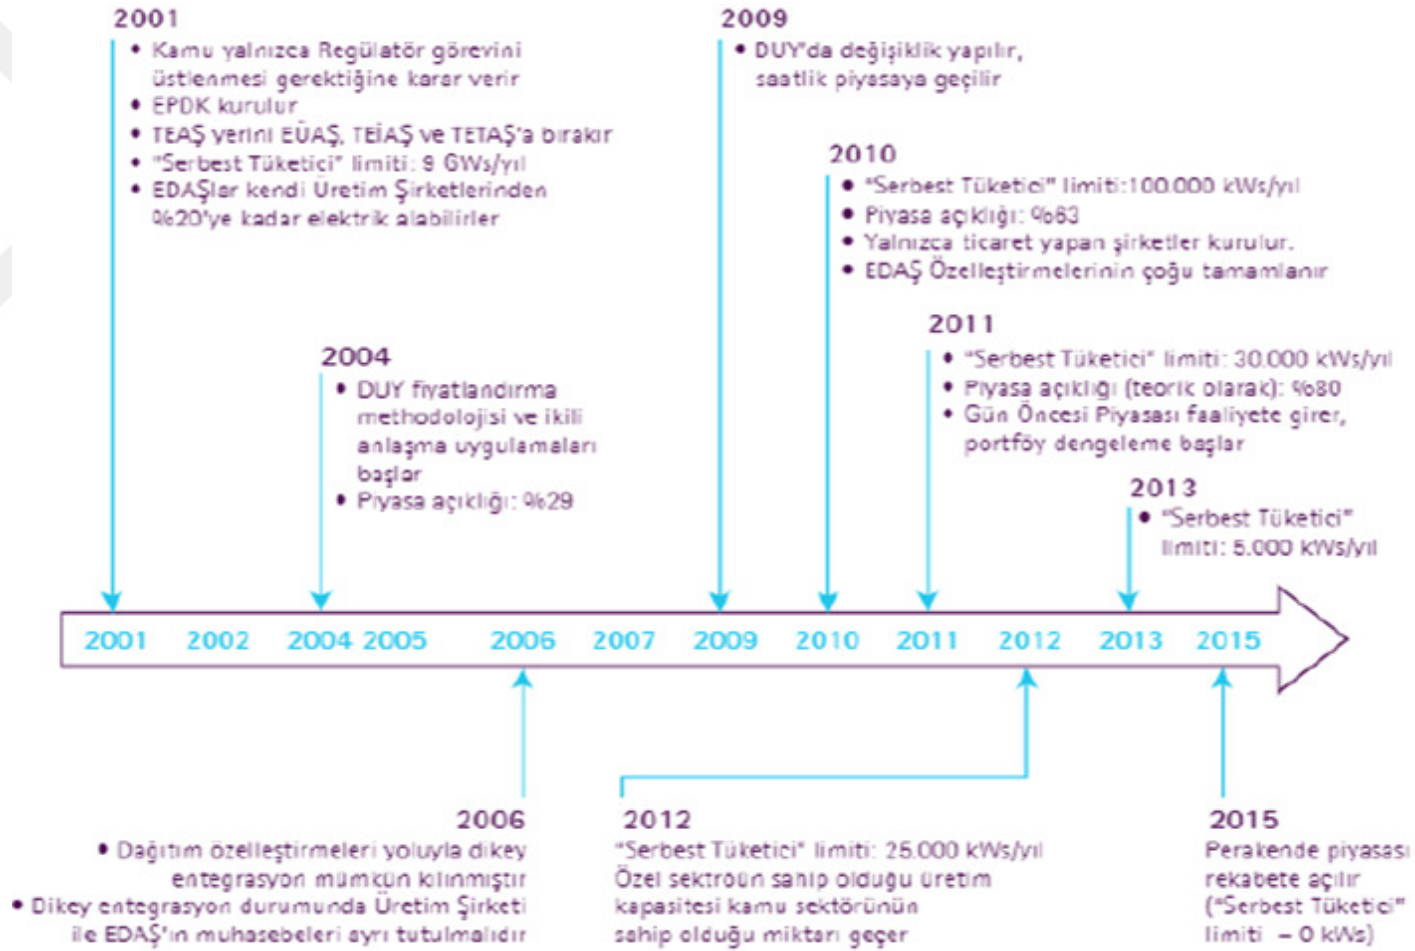 2001
• Kamu yalnızca Regülatör görevini
üstlenmesi gerektiğine karar verir
• EPDK kurulur
• TEAŞ yerini EÜAŞ, TEİAŞ ve TETAŞ'a bırakır
• "Serbest Tüketici" limiti: 9 GWs/yıl
• EDAŞlar kendi Üretim Şirketlerinden
%20'ye kadar elektrik alabilirler
2004
• DUY fiyatlandırma
methodolojisi ve ikili
anlaşma uygulamaları
başlar
• Piyasa açıklığı: %29
2009
• DUY'da değişiklik yapılır,
saatlik piyasaya geçilir
2010
• "Serbest Tüketici" limiti:100.000 kWs/yıl
• Piyasa açıklığı: %63
• Yalnızca ticaret yapan şirketler kurulur.
• EDAŞ Özelleştirmelerinin çoğu tamamlanır
2011
• "Serbest Tüketici" limiti: 30.000 kWs/yıl
• Piyasa açıklığı (teorik olarak): %80
• Gün Öncesi Piyasası faaliyete girer,
portföy dengeleme başlar
2013
• "Serbest Tüketici"
limiti: 5.000 kWs/yıl
2001 2002 2004 2005 2006 2007 2009 2010 2011 2012 2013 2015
2006
• Dağıtım özelleştirmeleri yoluyla dikey
entegrasyon mümkün kılınmıştır
• Dikey entegrasyon durumunda Üretim Şirketi
ile EDAŞ'ın muhasebeleri ayrı tutulmalıdır
2012
"Serbest Tüketici" limiti: 25.000 kWs/yıl
Özel sektröün sahip olduğu üretim
kapasitesi kamu sektörünün
sahip olduğu miktarı geçer
2015
Perakende piyasası
rekabete açılır
("Serbest Tüketici"
limiti – 0 kWs)